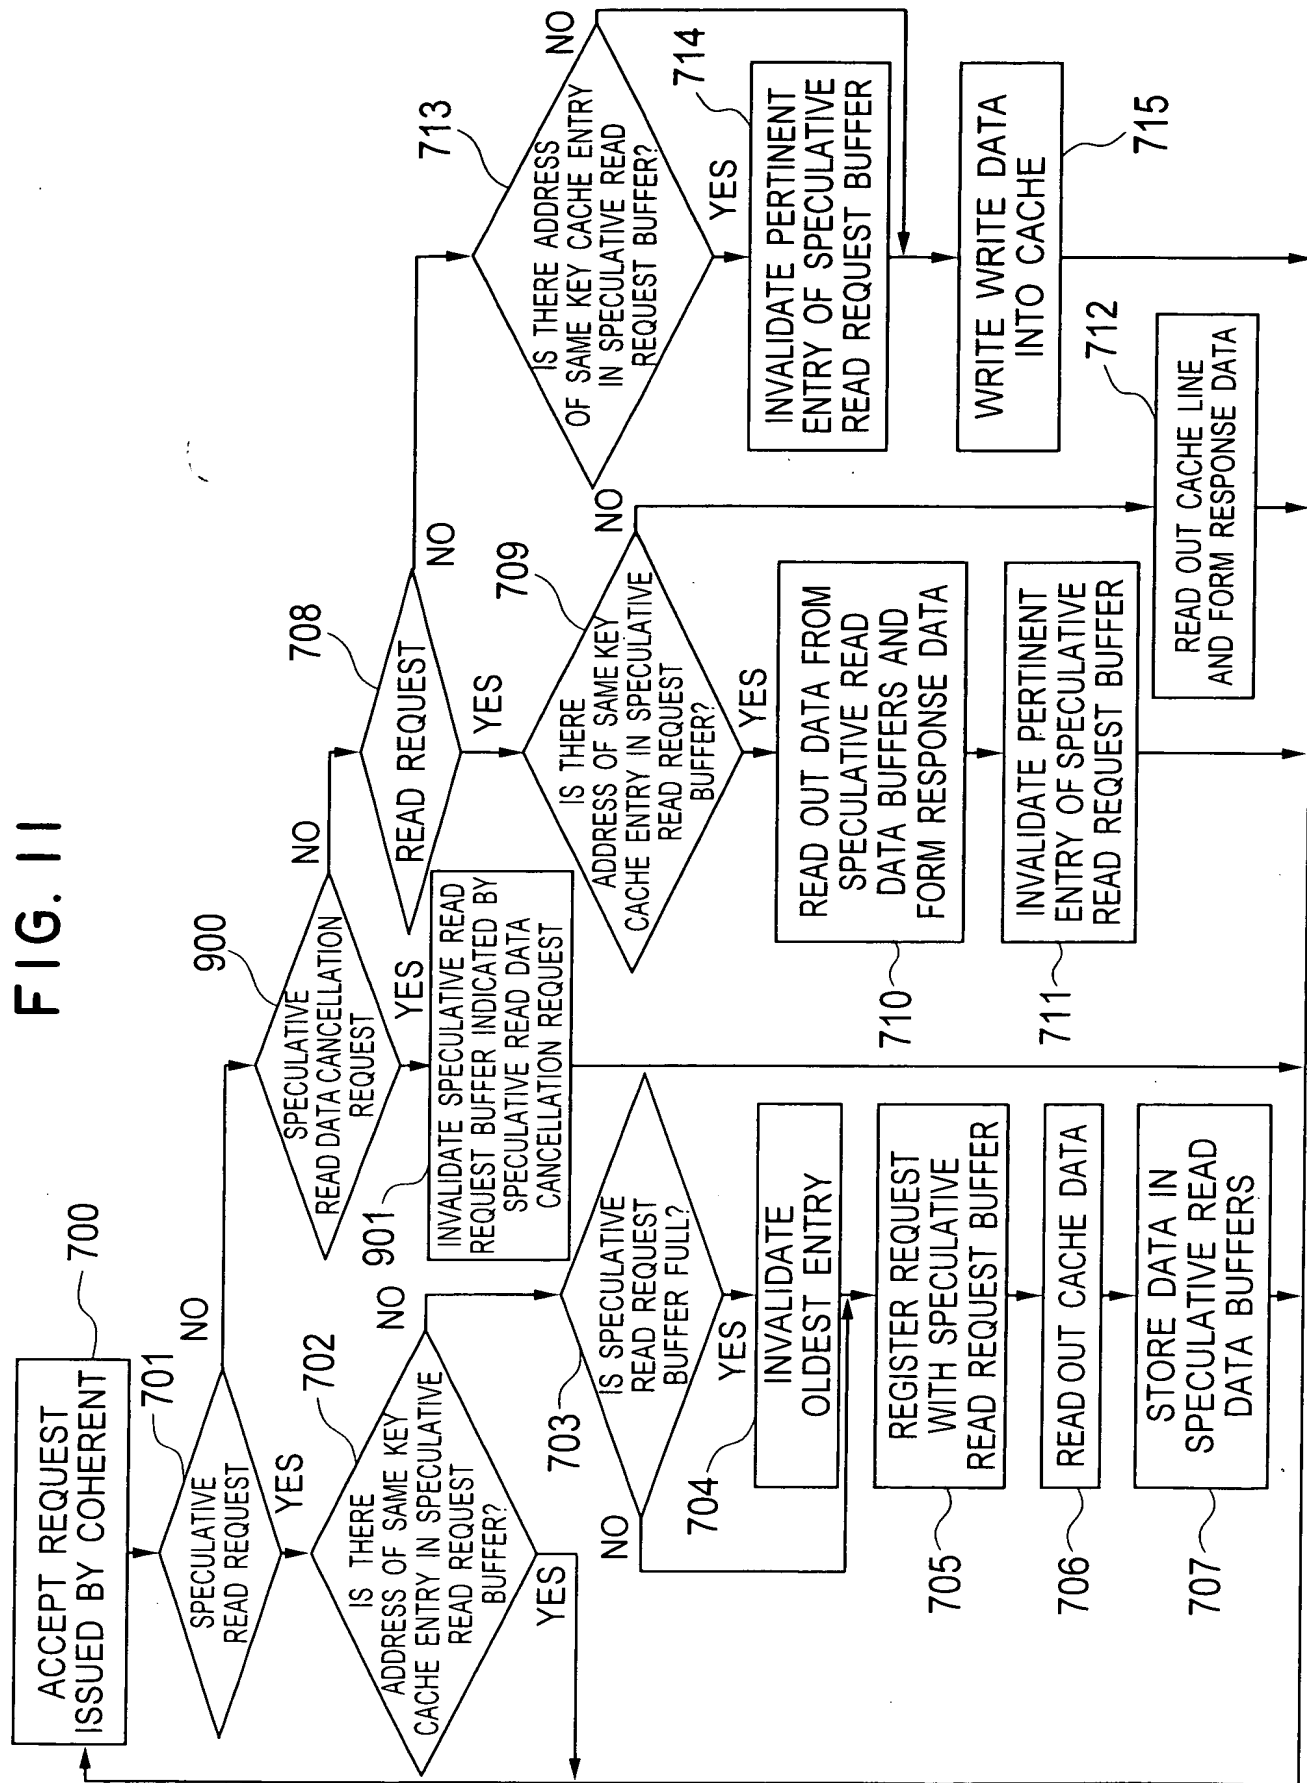 FIG. 11
700
ACCEPT REQUEST
ISSUED BY COHERENT
701
SPECULATIVE
READ REQUEST
NO
YES
702
IS THERE
ADDRESS OF SAME KEY
CACHE ENTRY IN SPECULATIVE
READ REQUEST
BUFFER?
NO
YES
703
IS SPECULATIVE
READ REQUEST
BUFFER FULL?
NO
YES
704
INVALIDATE
OLDEST ENTRY
705
REGISTER REQUEST
WITH SPECULATIVE
READ REQUEST BUFFER
706
READ OUT CACHE DATA
707
STORE DATA IN
SPECULATIVE READ
DATA BUFFERS
900
SPECULATIVE
READ DATA CANCELLATION
REQUEST
NO
YES
901
INVALIDATE SPECULATIVE READ
REQUEST BUFFER INDICATED BY
SPECULATIVE READ DATA
CANCELLATION REQUEST
708
READ REQUEST
NO
YES
709
IS THERE
ADDRESS OF SAME KEY
CACHE ENTRY IN SPECULATIVE
READ REQUEST
BUFFER?
NO
YES
710
READ OUT DATA FROM
SPECULATIVE READ
DATA BUFFERS AND
FORM RESPONSE DATA
711
INVALIDATE PERTINENT
ENTRY OF SPECULATIVE
READ REQUEST BUFFER
712
READ OUT CACHE LINE
AND FORM RESPONSE DATA
713
IS THERE ADDRESS
OF SAME KEY CACHE ENTRY
IN SPECULATIVE READ
REQUEST BUFFER?
NO
YES
714
INVALIDATE PERTINENT
ENTRY OF SPECULATIVE
READ REQUEST BUFFER
715
WRITE WRITE DATA
INTO CACHE